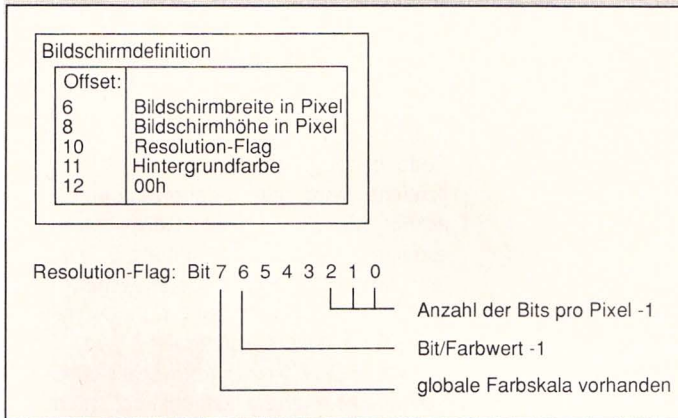 Bildschirmdefinition
Offset:
6 Bildschirmbreite in Pixel
8 Bildschirmhöhe in Pixel
10 Resolution-Flag
11 Hintergrundfarbe
12 00h
Resolution-Flag: Bit 7 6 5 4 3 2 1 0
Anzahl der Bits pro Pixel -1
Bit/Farbwert -1
globale Farbskala vorhanden